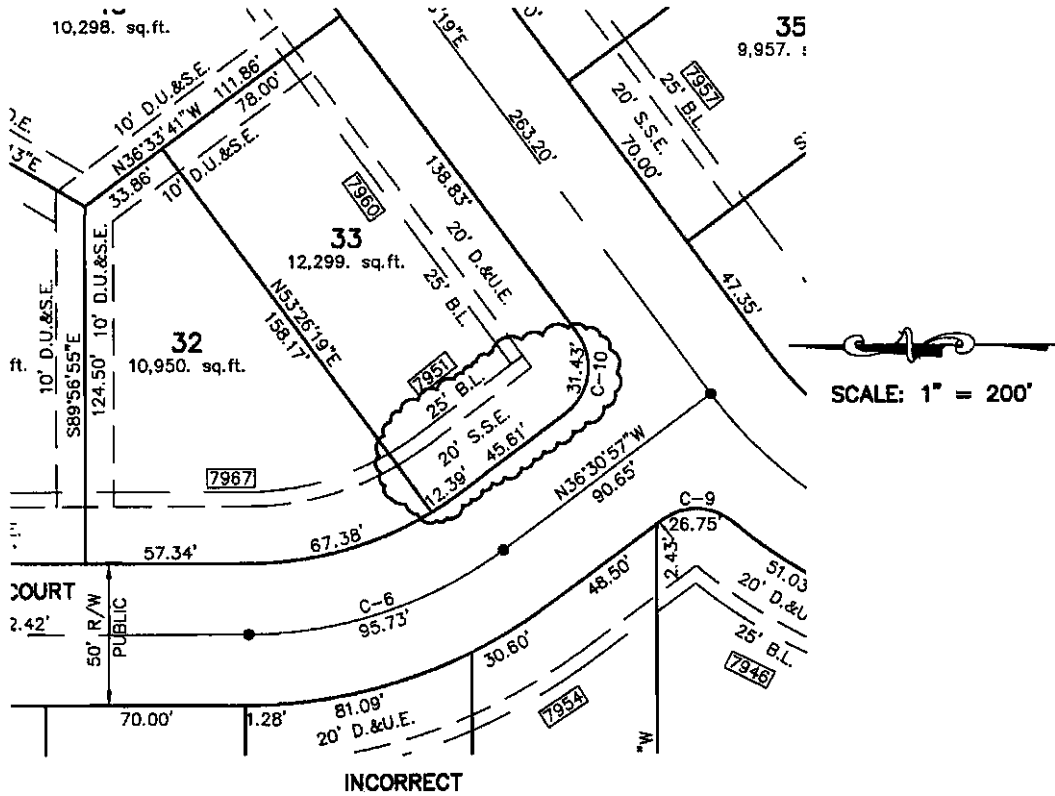 10,298. sq.ft.
35
9,957.
10' D.U.&S.E.
N36°33'41"W 111.86'
78.00'
33.86'
10' D.U.&S.E.
263.20'
138.83'
7957
25' B.L.
20' S.S.E.
70.00'
7960
33
12,299. sq.ft.
20' D.&U.E.
25' B.L.
47.35'
10' D.U.&S.E.
S89°56'55"E
124.50' 10' D.U.&S.E.
32
10,950. sq.ft.
N53°26'19"E
158.17'
7951
25' B.L.
20' S.S.E.
31.43'
C-10
12.39' 45.61'
SCALE: 1" = 200'
7967
N36°30'57"W
90.65'
C-9
26.75'
2.43'
57.34'
67.38'
COURT
50' R/W
PUBLIC
C-6
95.73'
48.50'
51.03
20' D.&U
25' B.L.
7946
30.60'
7954
70.00'
1.28'
81.09'
20' D.&U.E.
INCORRECT